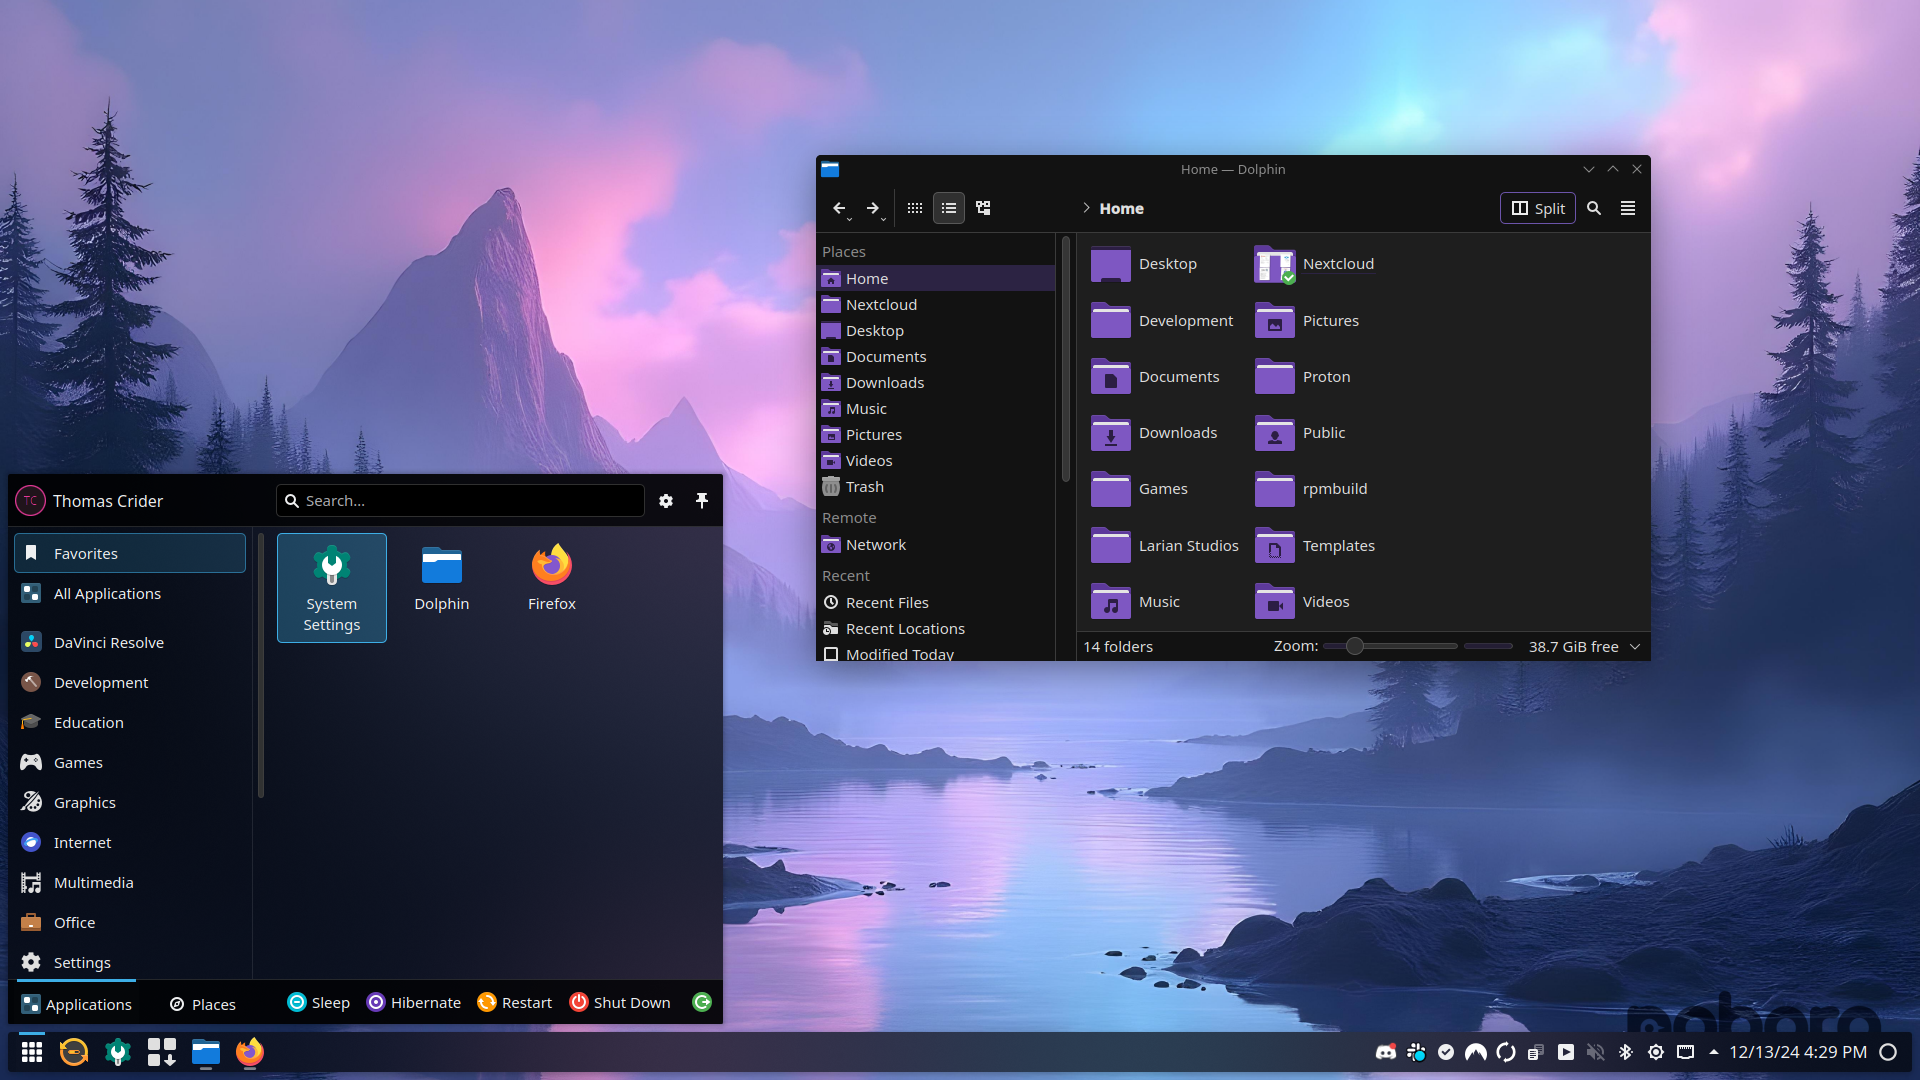 Home — Dolphin
Home
Split
Places
Home
Nextcloud
Desktop
Documents
Downloads
Music
Pictures
Videos
Trash
Remote
Network
Recent
Recent Files
Recent Locations
Modified Today
Desktop
Nextcloud
Development
Pictures
Documents
Proton
Downloads
Public
Games
rpmbuild
Larian Studios
Templates
Music
Videos
14 folders
Zoom:
38.7 GiB free
TC
Thomas Crider
Search...
Favorites
All Applications
DaVinci Resolve
Development
Education
Games
Graphics
Internet
Multimedia
Office
Settings
System
Settings
Dolphin
Firefox
Applications
Places
Sleep
Hibernate
Restart
Shut Down
nobara
12/13/24 4:29 PM